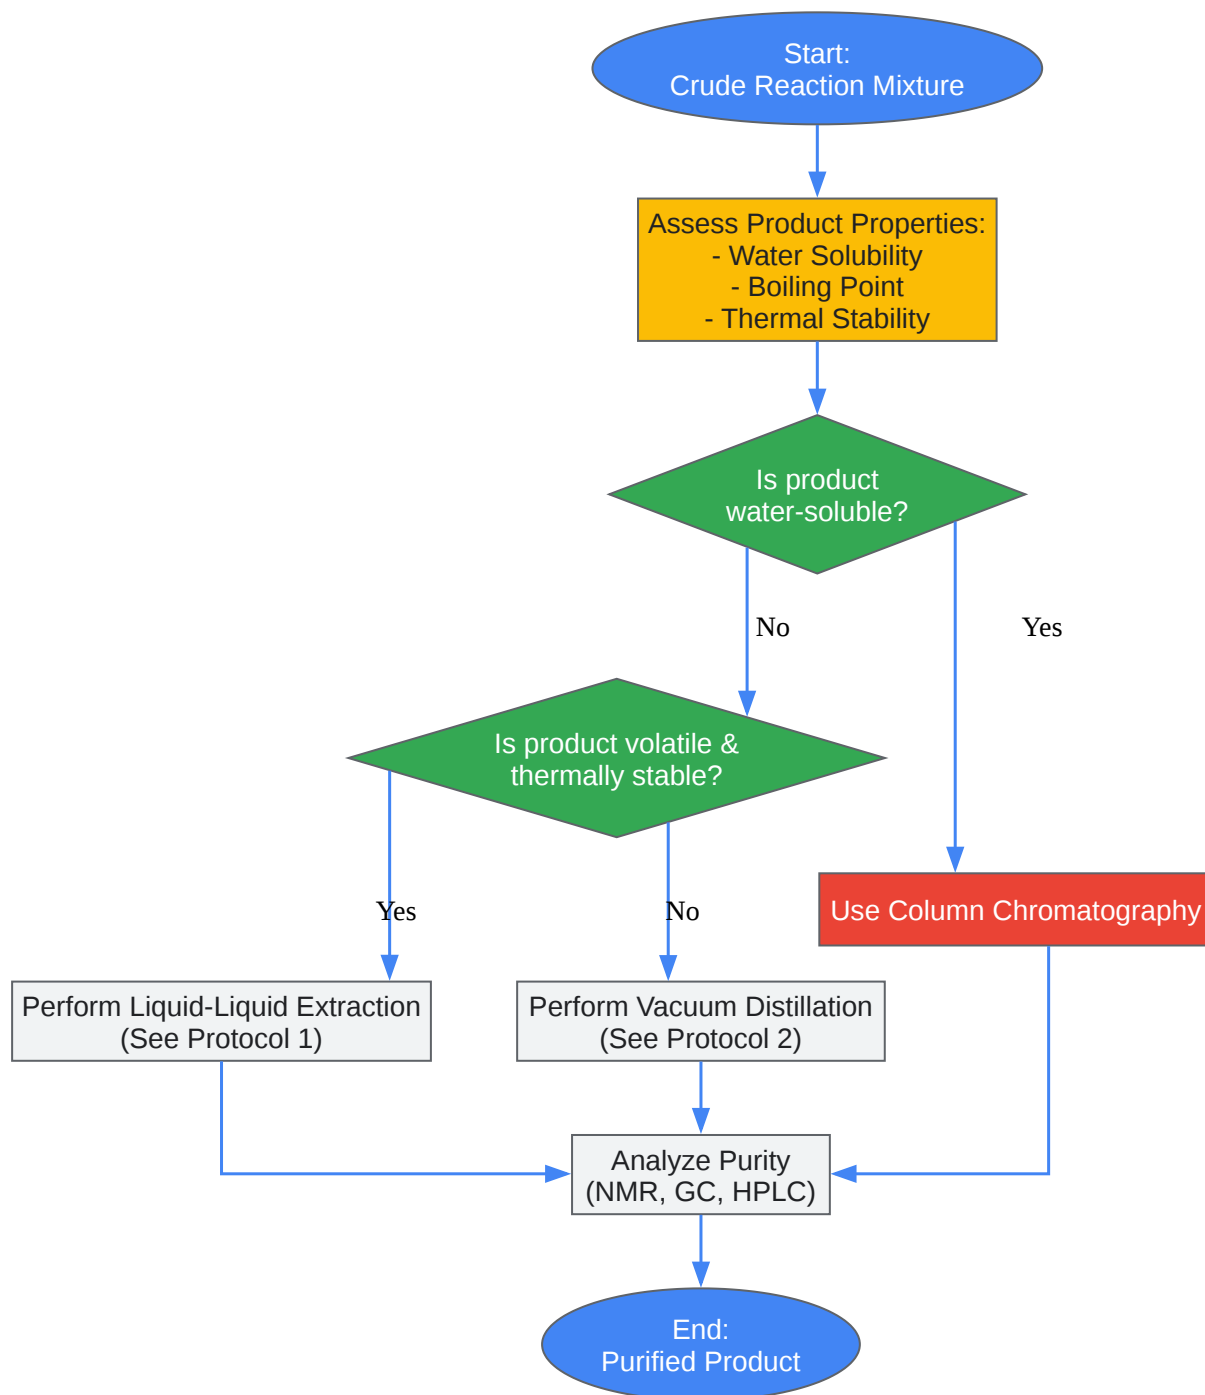 Start:
Crude Reaction Mixture
Assess Product Properties:
- Water Solubility
- Boiling Point
- Thermal Stability
Is product
water-soluble?
No
Yes
Is product volatile &
thermally stable?
Yes
No
Use Column Chromatography
Perform Liquid-Liquid Extraction
(See Protocol 1)
Perform Vacuum Distillation
(See Protocol 2)
Analyze Purity
(NMR, GC, HPLC)
End:
Purified Product